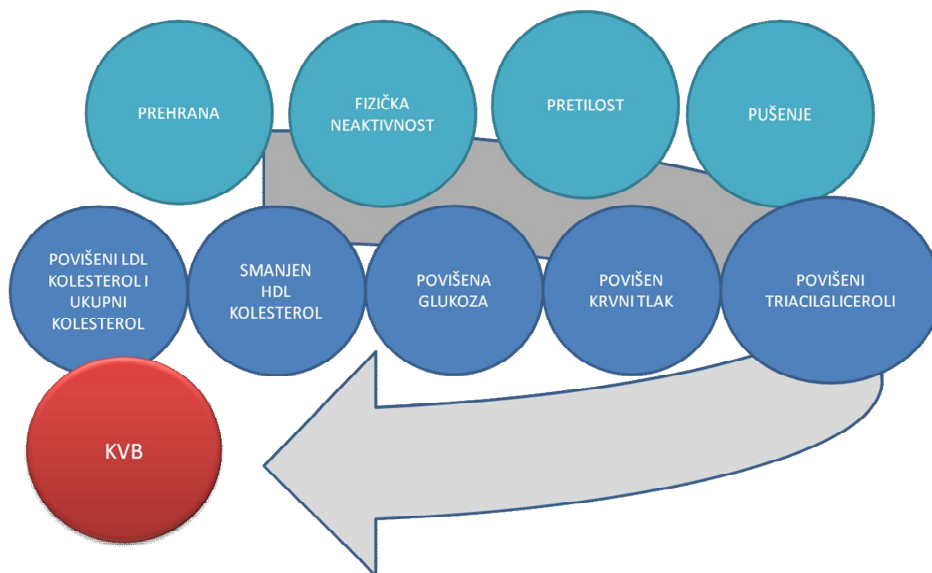 PREHRANA
FIZIČKA
NEAKTIVNOST
PRETILOST
PUŠENJE
POVIŠENI LDL
KOLESTEROL I
UKUPNI
KOLESTEROL
SMANJEN
HDL
KOLESTEROL
POVIŠENA
GLUKOZA
POVIŠEN
KRVNI TLAK
POVIŠENI
TRIACILGLICEROLI
KVB